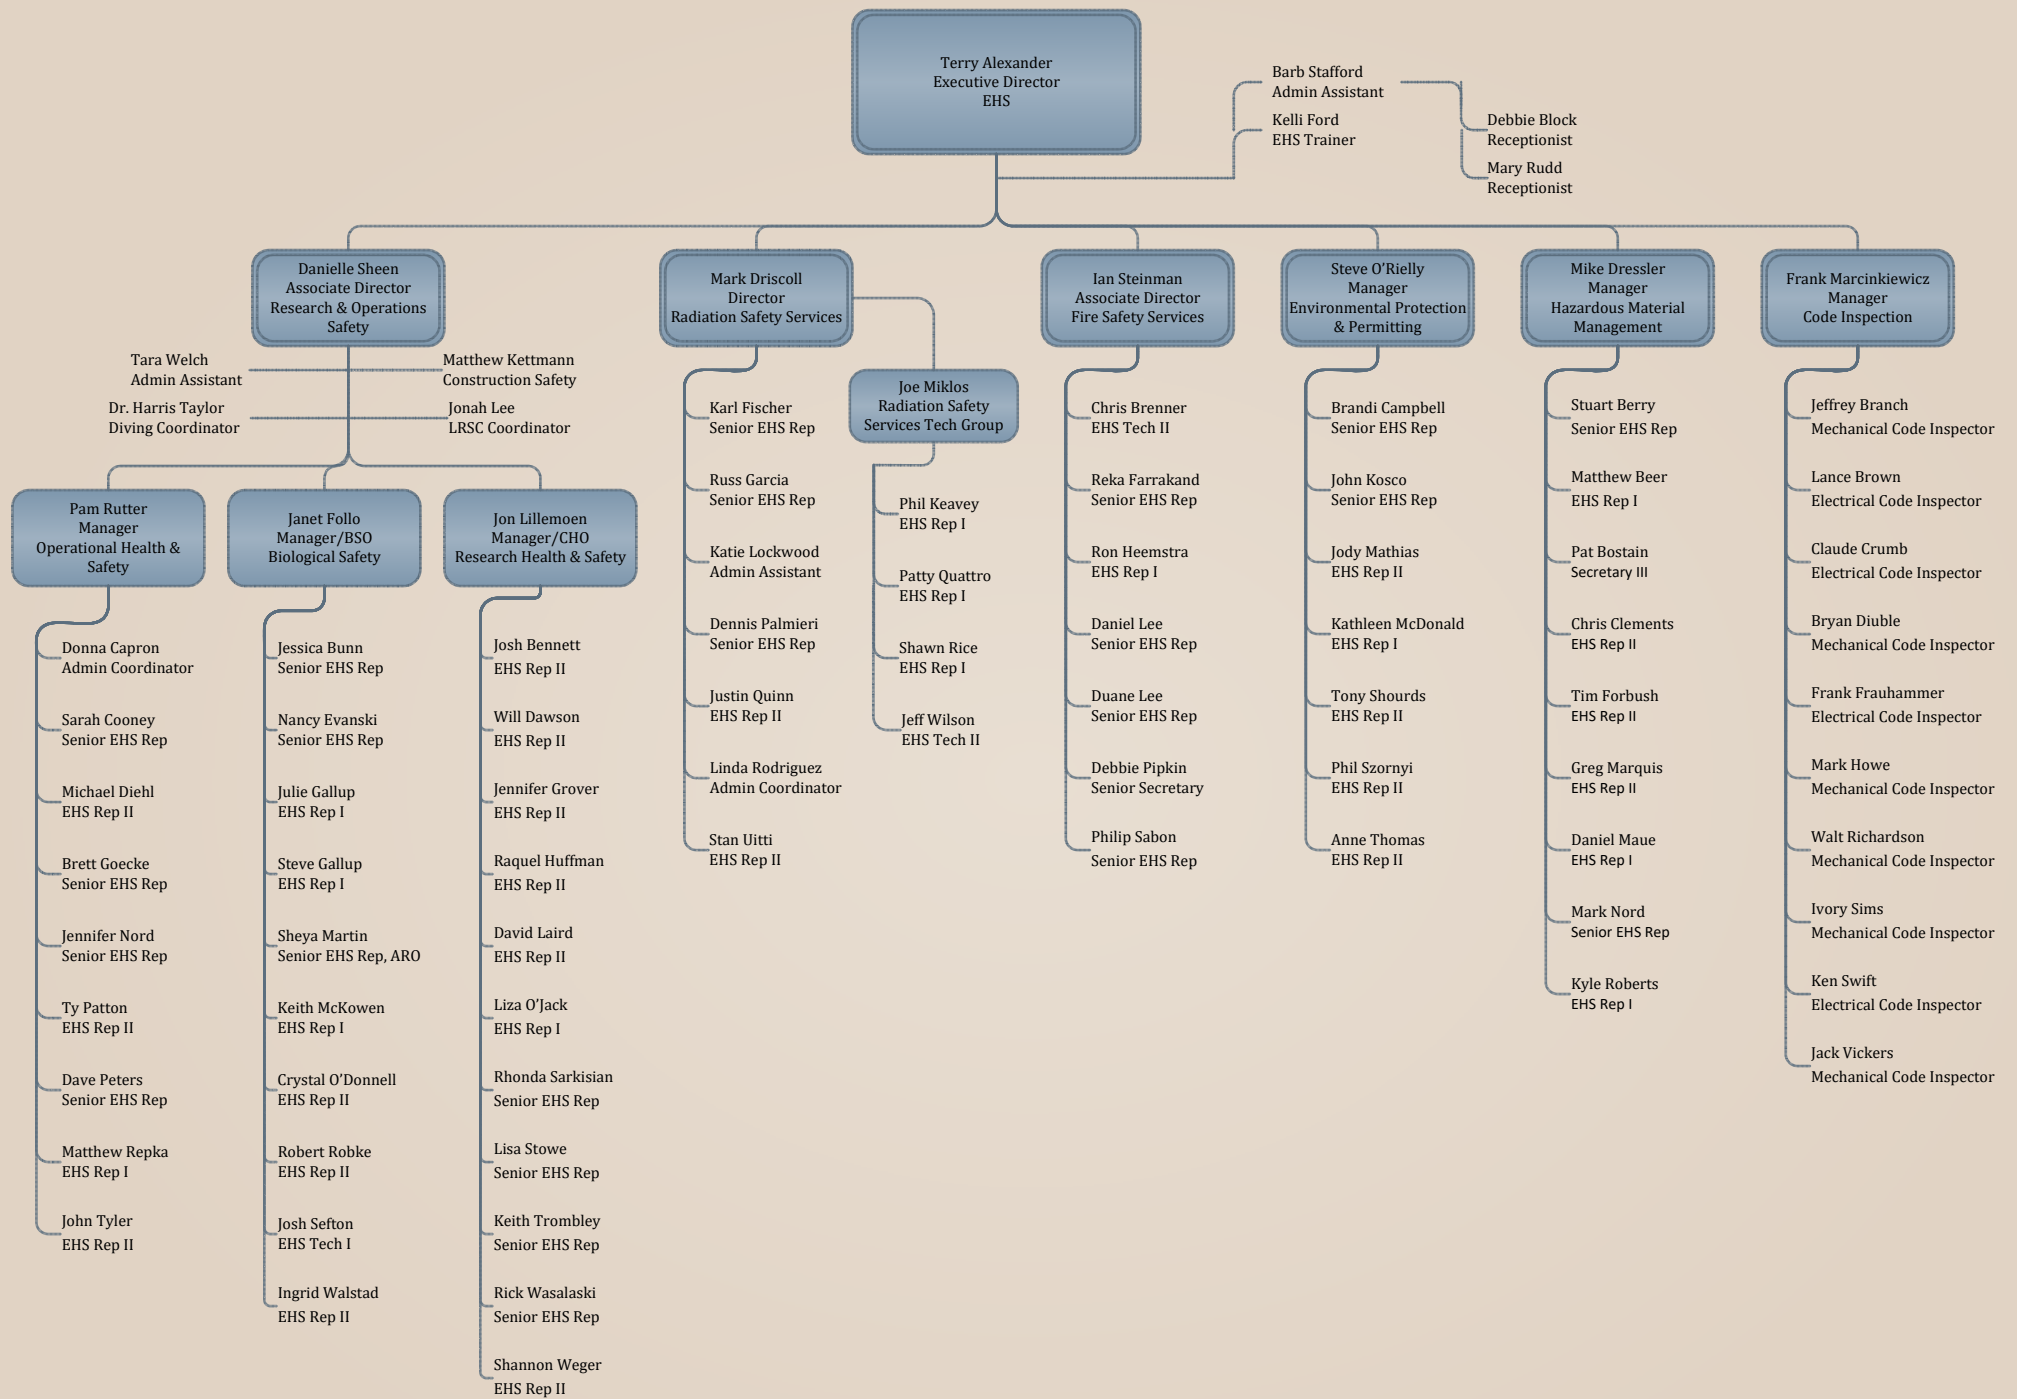 Terry Alexander
Executive Director
EHS
Barb Stafford
Admin Assistant
Kelli Ford
EHS Trainer
Debbie Block
Receptionist
Mary Rudd
Receptionist
Danielle Sheen
Associate Director
Research & Operations
Safety
Tara Welch
Admin Assistant
Matthew Kettmann
Construction Safety
Dr. Harris Taylor
Diving Coordinator
Jonah Lee
LRSC Coordinator
Pam Rutter
Manager
Operational Health &
Safety
Donna Capron
Admin Coordinator
Sarah Cooney
Senior EHS Rep
Michael Diehl
EHS Rep II
Brett Goecke
Senior EHS Rep
Jennifer Nord
Senior EHS Rep
Ty Patton
EHS Rep II
Dave Peters
Senior EHS Rep
Matthew Repka
EHS Rep I
John Tyler
EHS Rep II
Janet Follo
Manager/BSO
Biological Safety
Jessica Bunn
Senior EHS Rep
Nancy Evanski
Senior EHS Rep
Julie Gallup
EHS Rep I
Steve Gallup
EHS Rep I
Sheya Martin
Senior EHS Rep, ARO
Keith McKowen
EHS Rep I
Crystal O’Donnell
EHS Rep II
Robert Robke
EHS Rep II
Josh Sefton
EHS Tech I
Ingrid Walstad
EHS Rep II
Jon Lillemoen
Manager/CHO
Research Health & Safety
Josh Bennett
EHS Rep II
Will Dawson
EHS Rep II
Jennifer Grover
EHS Rep II
Raquel Huffman
EHS Rep II
David Laird
EHS Rep II
Liza O’Jack
EHS Rep I
Rhonda Sarkisian
Senior EHS Rep
Lisa Stowe
Senior EHS Rep
Keith Trombley
Senior EHS Rep
Rick Wasalaski
Senior EHS Rep
Shannon Weger
EHS Rep II
Mark Driscoll
Director
Radiation Safety Services
Karl Fischer
Senior EHS Rep
Russ Garcia
Senior EHS Rep
Katie Lockwood
Admin Assistant
Dennis Palmieri
Senior EHS Rep
Justin Quinn
EHS Rep II
Linda Rodriguez
Admin Coordinator
Stan Uitti
EHS Rep II
Joe Miklos
Radiation Safety
Services Tech Group
Phil Keavey
EHS Rep I
Patty Quattro
EHS Rep I
Shawn Rice
EHS Rep I
Jeff Wilson
EHS Tech II
Ian Steinman
Associate Director
Fire Safety Services
Chris Brenner
EHS Tech II
Reka Farrakand
Senior EHS Rep
Ron Heemstra
EHS Rep I
Daniel Lee
Senior EHS Rep
Duane Lee
Senior EHS Rep
Debbie Pipkin
Senior Secretary
Philip Sabon
Senior EHS Rep
Steve O’Rielly
Manager
Environmental Protection
& Permitting
Brandi Campbell
Senior EHS Rep
John Kosco
Senior EHS Rep
Jody Mathias
EHS Rep II
Kathleen McDonald
EHS Rep I
Tony Shourds
EHS Rep II
Phil Szornyi
EHS Rep II
Anne Thomas
EHS Rep II
Mike Dressler
Manager
Hazardous Material
Management
Stuart Berry
Senior EHS Rep
Matthew Beer
EHS Rep I
Pat Bostain
Secretary III
Chris Clements
EHS Rep II
Tim Forbush
EHS Rep II
Greg Marquis
EHS Rep II
Daniel Maue
EHS Rep I
Mark Nord
Senior EHS Rep
Kyle Roberts
EHS Rep I
Frank Marcinkiewicz
Manager
Code Inspection
Jeffrey Branch
Mechanical Code Inspector
Lance Brown
Electrical Code Inspector
Claude Crumb
Electrical Code Inspector
Bryan Diuble
Mechanical Code Inspector
Frank Frauhammer
Electrical Code Inspector
Mark Howe
Mechanical Code Inspector
Walt Richardson
Mechanical Code Inspector
Ivory Sims
Mechanical Code Inspector
Ken Swift
Electrical Code Inspector
Jack Vickers
Mechanical Code Inspector